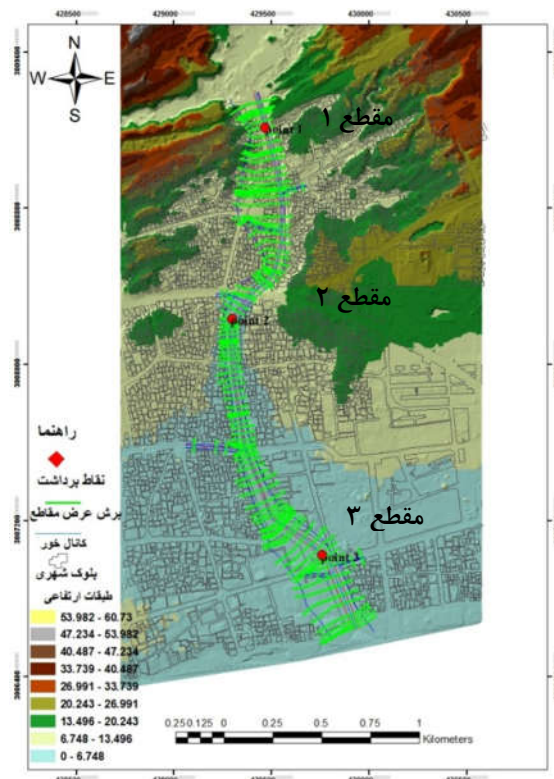 428500 429000 429500 430000 430500
N
W E
S
مقطع ۱
Point 1
مقطع ۲
Point 2
مقطع ۳
Point 3
راهنما
نقاط برداشت
برش عرض مقاطع
کانال خور
بلوک شهری
طبقات ارتفاعی
53.982 - 60.73
47.234 - 53.982
40.487 - 47.234
33.739 - 40.487
26.991 - 33.739
20.243 - 26.991
13.496 - 20.243
6.748 - 13.496
0 - 6.748
0.25 0.125 0 0.25 0.5 0.75 1
Kilometers